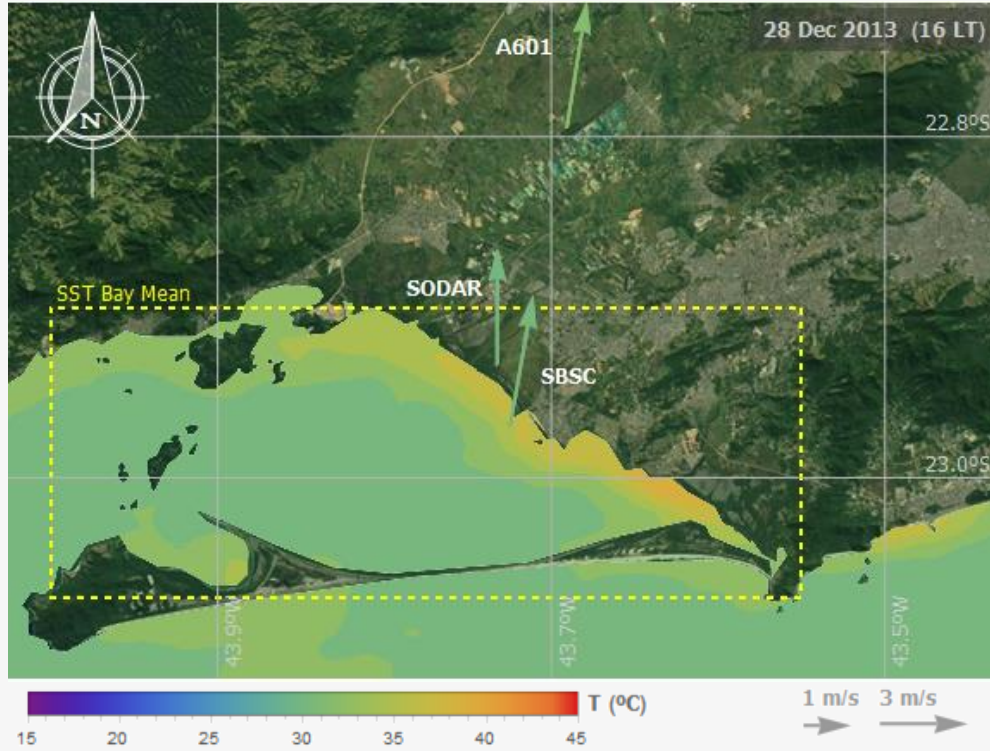 28 Dec 2013 (16 LT)
A601
N
22.8ºS
SST Bay Mean
SODAR
SBSC
23.0ºS
43.9ºW
43.7ºW
43.5ºW
T (ºC)
15 20 25 30 35 40 45
1 m/s 3 m/s